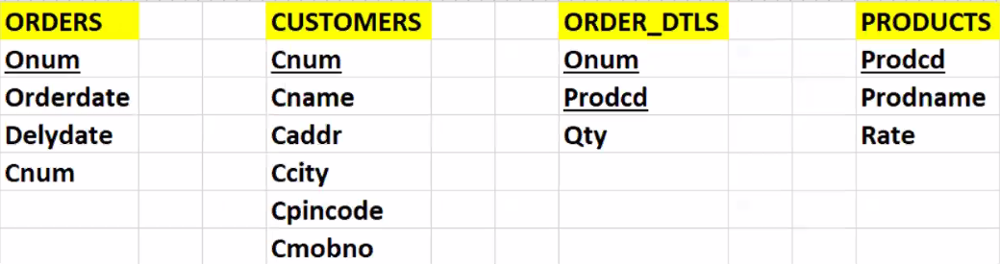 ORDERS CUSTOMERS ORDER_DTLS PRODUCTS
Onum Cnum Onum Prodcd
Orderdate Cname Prodcd Prodname
Delydate Caddr Qty Rate
Cnum Ccity
Cpincode
Cmobno